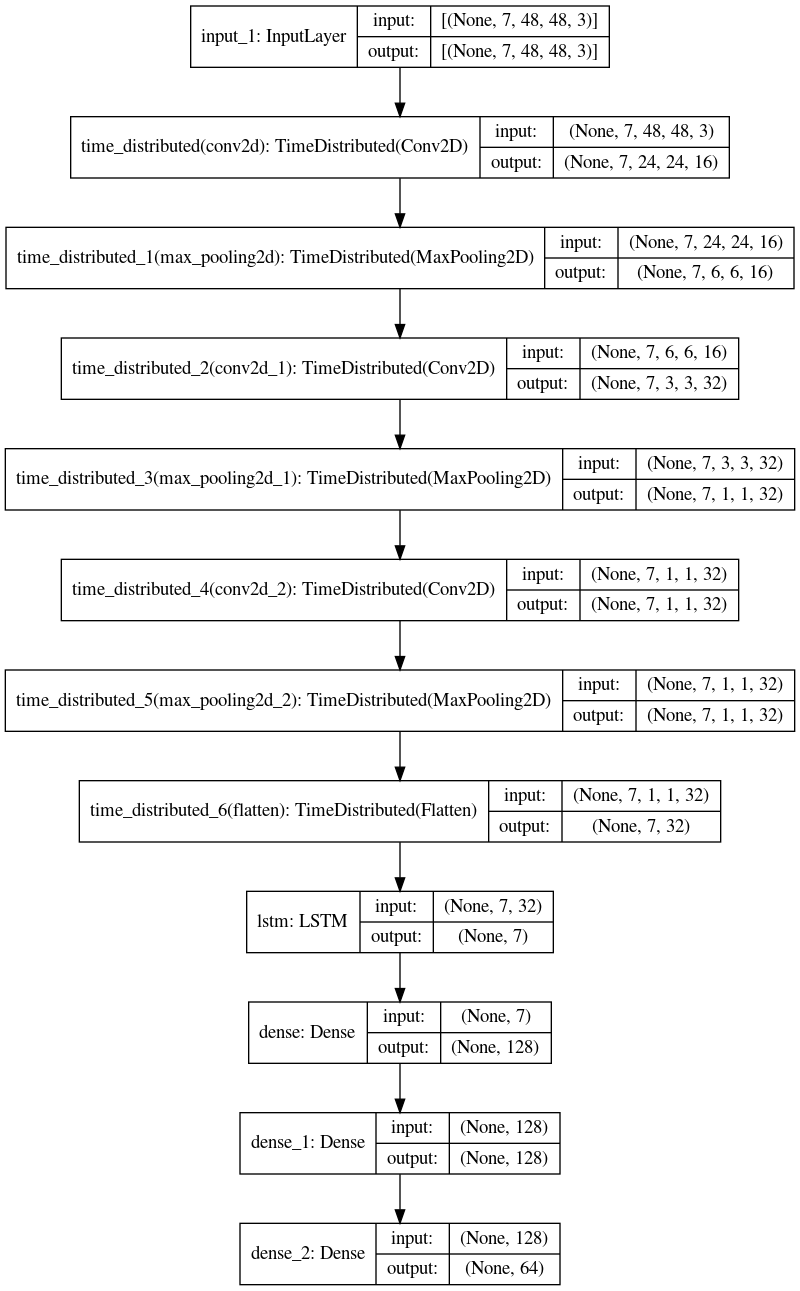 input_1: InputLayer
input:
[(None, 7, 48, 48, 3)]
output:
[(None, 7, 48, 48, 3)]
time_distributed(conv2d): TimeDistributed(Conv2D)
input:
(None, 7, 48, 48, 3)
output:
(None, 7, 24, 24, 16)
time_distributed_1(max_pooling2d): TimeDistributed(MaxPooling2D)
input:
(None, 7, 24, 24, 16)
output:
(None, 7, 6, 6, 16)
time_distributed_2(conv2d_1): TimeDistributed(Conv2D)
input:
(None, 7, 6, 6, 16)
output:
(None, 7, 3, 3, 32)
time_distributed_3(max_pooling2d_1): TimeDistributed(MaxPooling2D)
input:
(None, 7, 3, 3, 32)
output:
(None, 7, 1, 1, 32)
time_distributed_4(conv2d_2): TimeDistributed(Conv2D)
input:
(None, 7, 1, 1, 32)
output:
(None, 7, 1, 1, 32)
time_distributed_5(max_pooling2d_2): TimeDistributed(MaxPooling2D)
input:
(None, 7, 1, 1, 32)
output:
(None, 7, 1, 1, 32)
time_distributed_6(flatten): TimeDistributed(Flatten)
input:
(None, 7, 1, 1, 32)
output:
(None, 7, 32)
lstm: LSTM
input:
(None, 7, 32)
output:
(None, 7)
dense: Dense
input:
(None, 7)
output:
(None, 128)
dense_1: Dense
input:
(None, 128)
output:
(None, 128)
dense_2: Dense
input:
(None, 128)
output:
(None, 64)